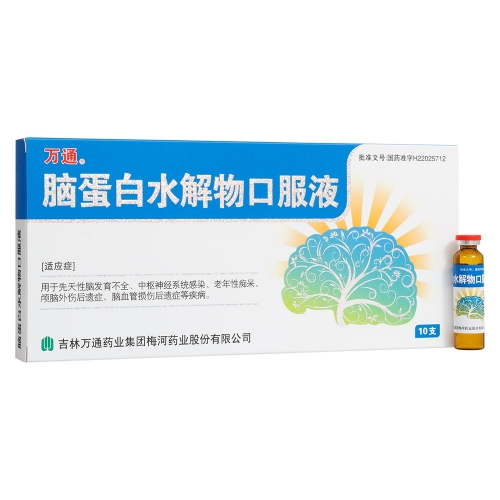 万通®
批准文号:国药准字H22025712
脑蛋白水解物口服液
[适应症]
用于先天性脑发育不全、中枢神经系统感染、老年性痴呆、
颅脑外伤后遗症、脑血管损伤后遗症等疾病。
10支
吉林万通药业集团梅河药业股份有限公司
水解物口服